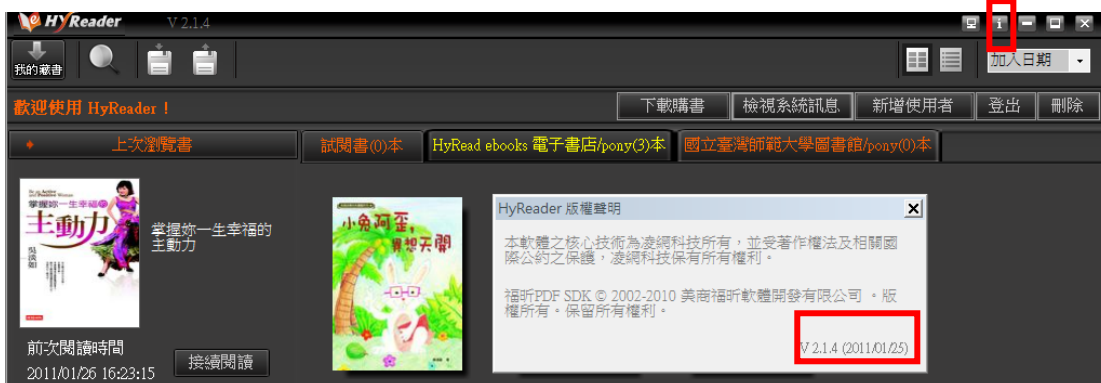 HyReader V 2.1.4
i
我的藏書
加入日期
歡迎使用 HyReader！
下載購書 檢視系統訊息 新增使用者 登出 刪除
上次瀏覽書
試閱書(0)本 HyRead ebooks 電子書店/pony(3)本 國立臺灣師範大學圖書館/pony(0)本
掌握妳一生幸福の
主動力
吳淡如
掌握妳一生幸福的
主動力
前次閱讀時間
2011/01/26 16:23:15
接續閱讀
小兔阿歪,
異想天開
HyReader 版權聲明
本軟體之核心技術為凌網科技所有，並受著作權法及相關國
際公約之保護，凌網科技保有所有權利。
福昕PDF SDK © 2002-2010 美商福昕軟體開發有限公司 。版
權所有。保留所有權利。
V 2.1.4 (2011/01/25)